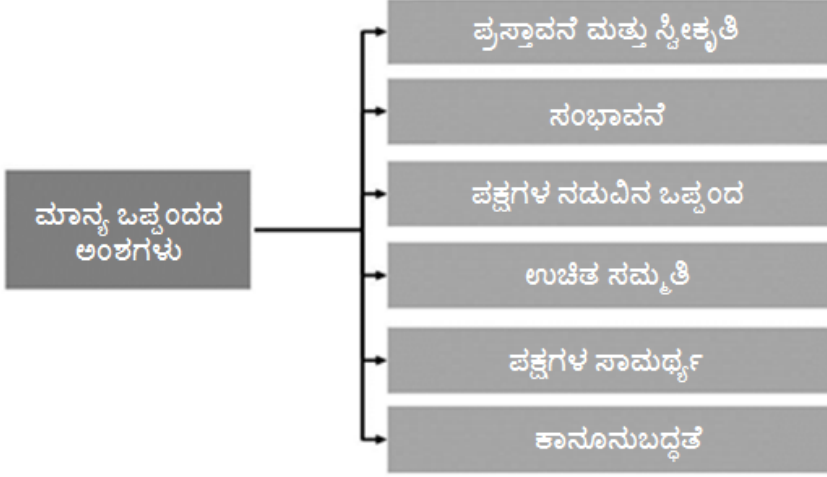 ಮಾನ್ಯ ಒಪ್ಪಂದದ
ಅಂಶಗಳು
ಪ್ರಸ್ತಾವನೆ ಮತ್ತು ಸ್ವೀಕೃತಿ
ಸಂಭಾವನೆ
ಪಕ್ಷಗಳ ನಡುವಿನ ಒಪ್ಪಂದ
ಉಚಿತ ಸಮ್ಮತಿ
ಪಕ್ಷಗಳ ಸಾಮರ್ಥ್ಯ
ಕಾನೂನುಬದ್ಧತೆ